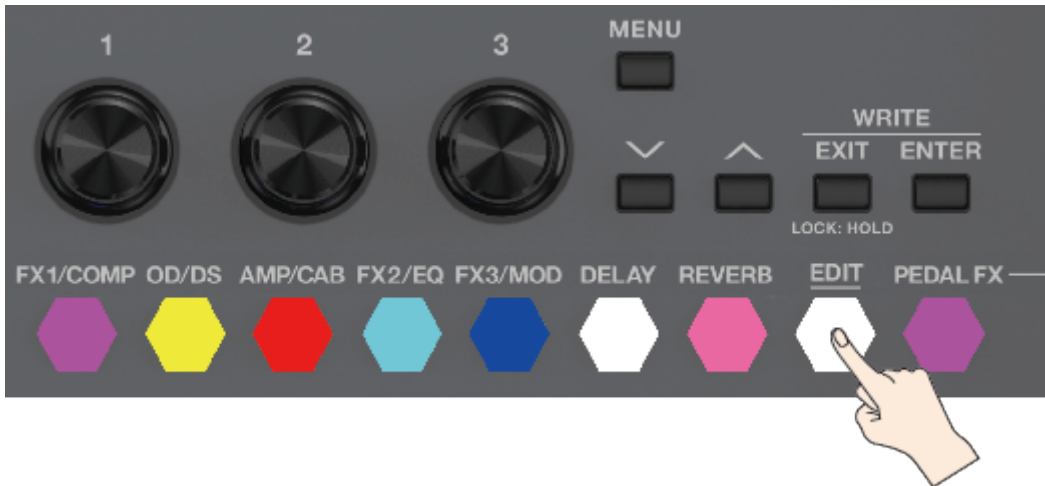 1 2 3 MENU
WRITE
EXIT ENTER
LOCK: HOLD
FX1/COMP OD/DS AMP/CAB FX2/EQ FX3/MOD DELAY REVERB EDIT PEDAL FX